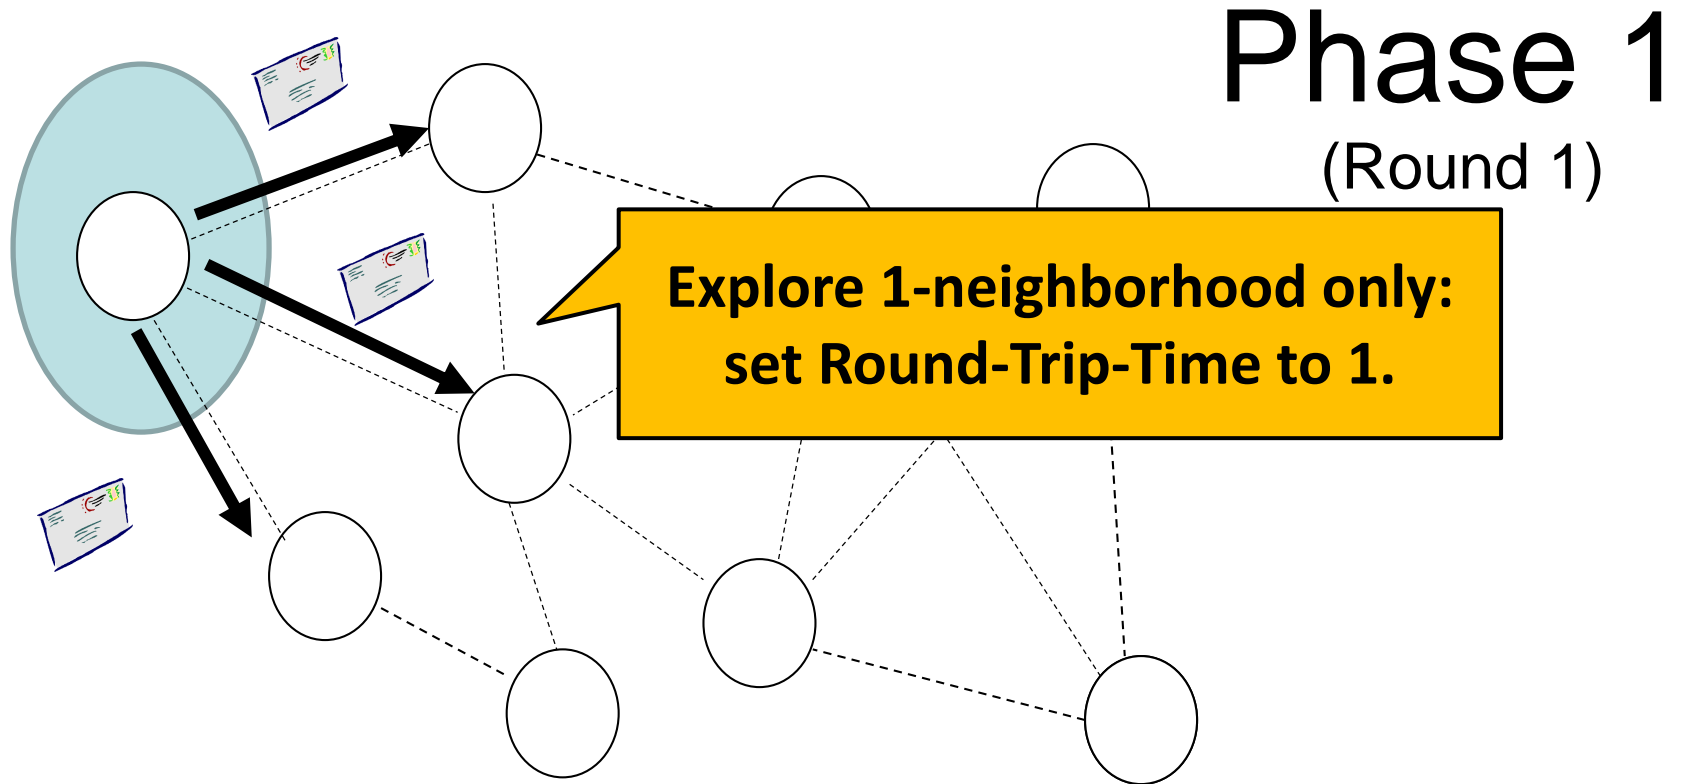 Phase 1
(Round 1)
Explore 1-neighborhood only:
set Round-Trip-Time to 1.